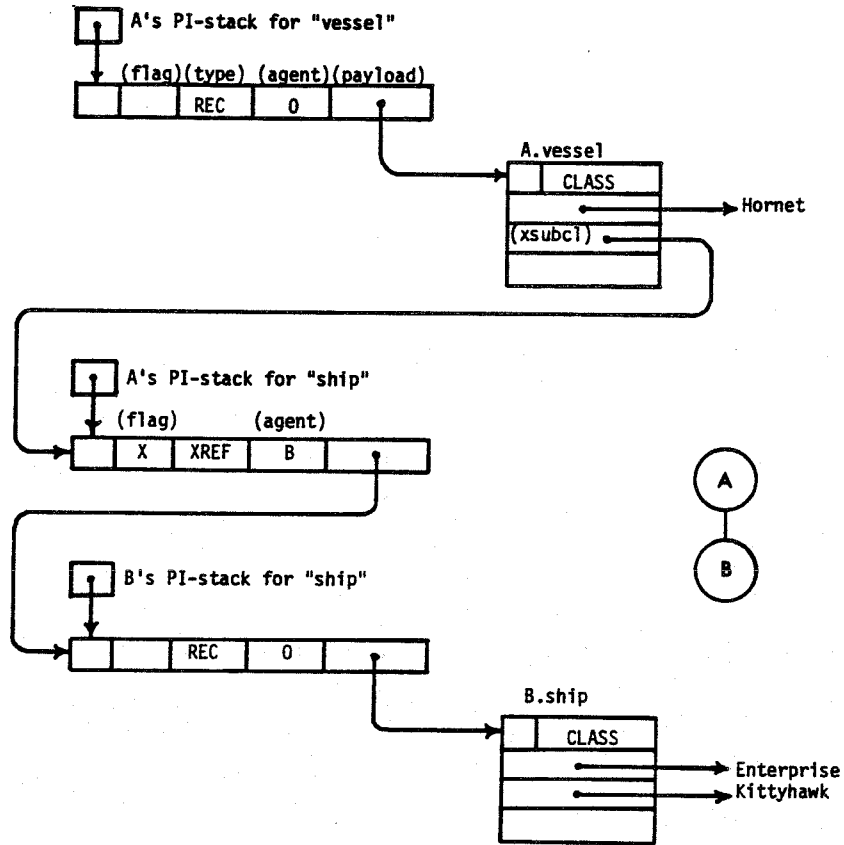 A's PI-stack for "vessel"
(flag)(type) (agent)(payload)
REC 0
A.vessel
CLASS
Hornet
(xsubcl)
A's PI-stack for "ship"
(flag) (agent)
X XREF B
A
B
B's PI-stack for "ship"
REC 0
B.ship
CLASS
Enterprise
Kittyhawk